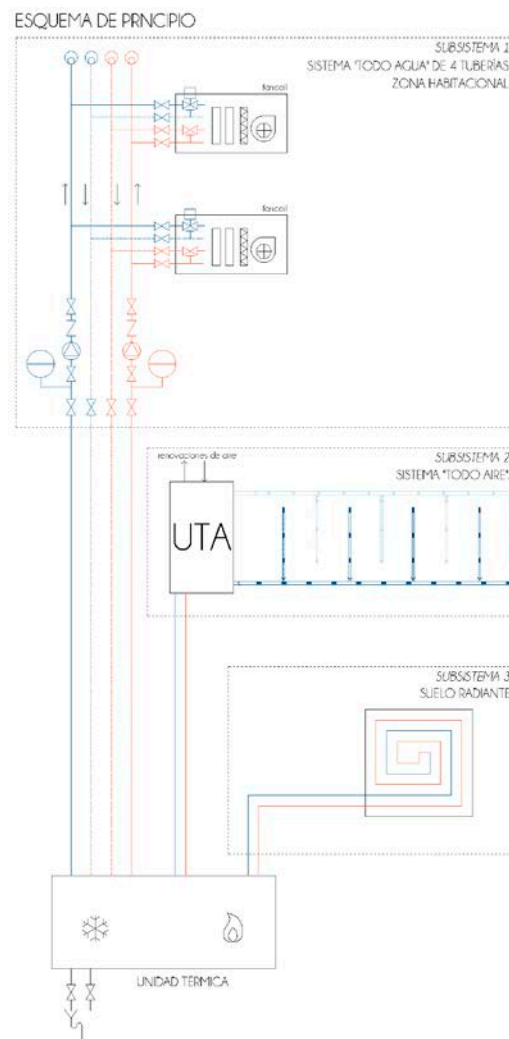 ESQUEMA DE PRNCIPIO
SUBSISTEMA 1
SISTEMA "TODO AGUA" DE 4 TUBERÍAS
ZONA HABITACIONAL
fancoil
fancoil
SUBSISTEMA 2
SISTEMA "TODO AIRE"
renovaciones de aire
UTA
SUBSISTEMA 3
SUELO RADIANTE
UNIDAD TÉRMICA